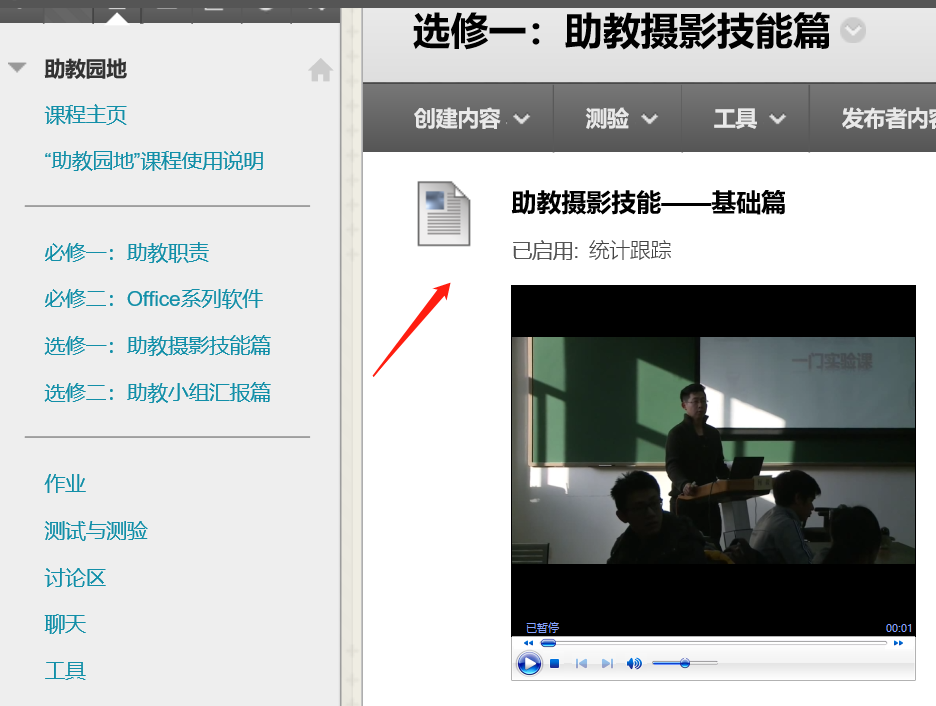 助教园地
课程主页
“助教园地”课程使用说明
必修一：助教职责
必修二：Office系列软件
选修一：助教摄影技能篇
选修二：助教小组汇报篇
作业
测试与测验
讨论区
聊天
工具
选修一：助教摄影技能篇
创建内容
测验
工具
发布者内容
助教摄影技能——基础篇
已启用: 统计跟踪
一门实验课
已暂停
00:01